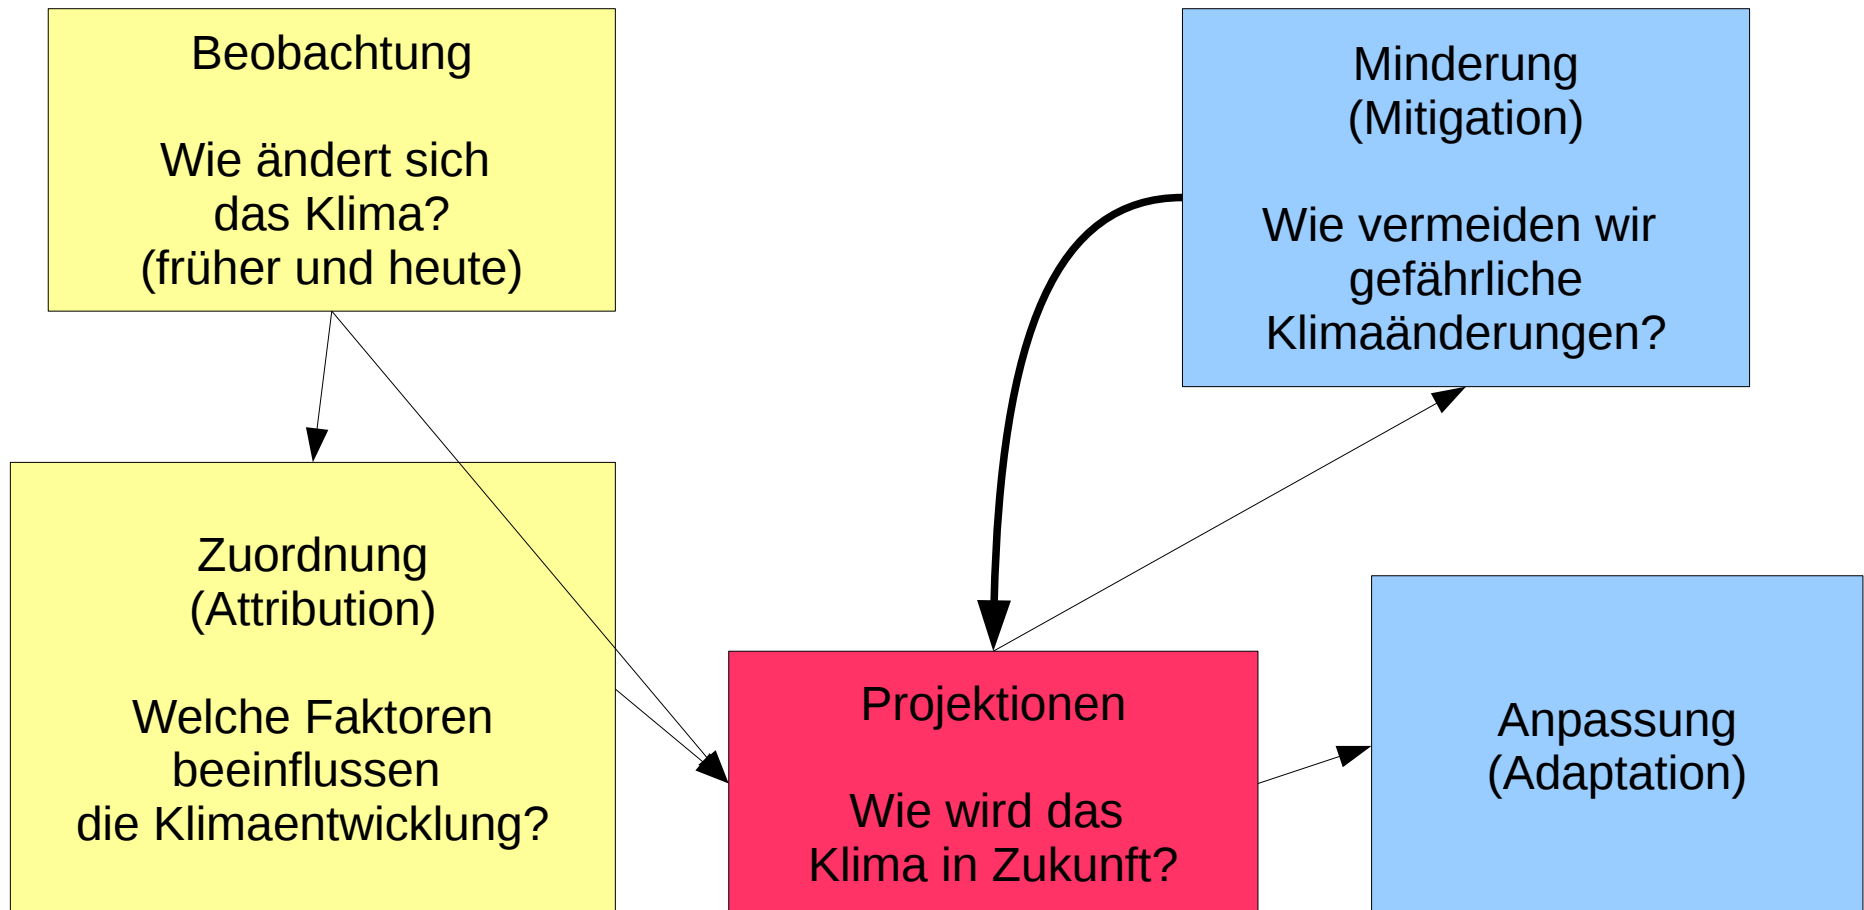 Beobachtung
Wie ändert sich
das Klima?
(früher und heute)
Minderung
(Mitigation)
Wie vermeiden wir
gefährliche
Klimaänderungen?
Zuordnung
(Attribution)
Welche Faktoren
beeinflussen
die Klimaentwicklung?
Projektionen
Wie wird das
Klima in Zukunft?
Anpassung
(Adaptation)